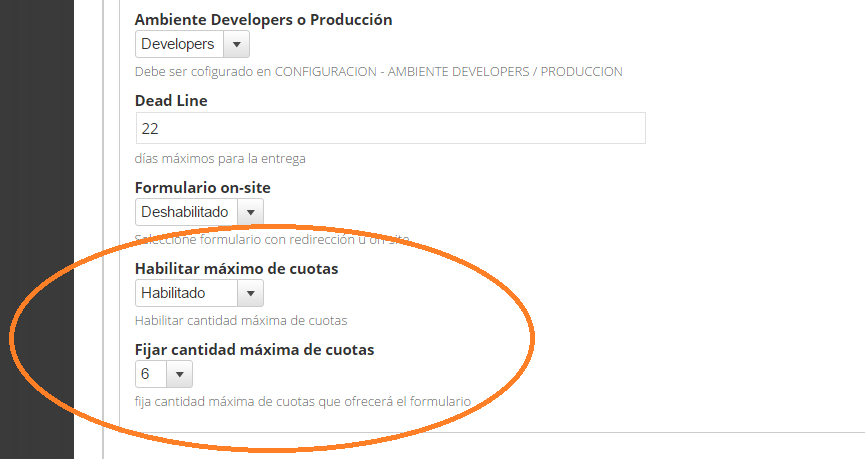 Ambiente Developers o Producción
Developers
Debe ser cofigurado en CONFIGURACION - AMBIENTE DEVELOPERS / PRODUCCION
Dead Line
22
días máximos para la entrega
Formulario on-site
Deshabilitado
Seleccione formulario con redirección u on-site
Habilitar máximo de cuotas
Habilitado
Habilitar cantidad máxima de cuotas
Fijar cantidad máxima de cuotas
6
fija cantidad máxima de cuotas que ofrecerá el formulario